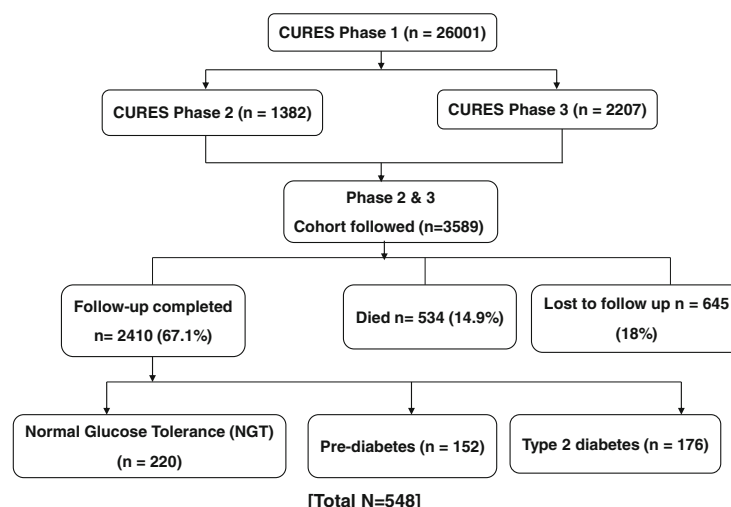 CURES Phase 1 (n = 26001)
CURES Phase 2 (n = 1382)
CURES Phase 3 (n = 2207)
Phase 2 & 3
Cohort followed (n=3589)
Follow-up completed
n= 2410 (67.1%)
Died n= 534 (14.9%)
Lost to follow up n = 645
(18%)
Normal Glucose Tolerance (NGT)
(n = 220)
Pre-diabetes (n = 152)
Type 2 diabetes (n = 176)
[Total N=548]